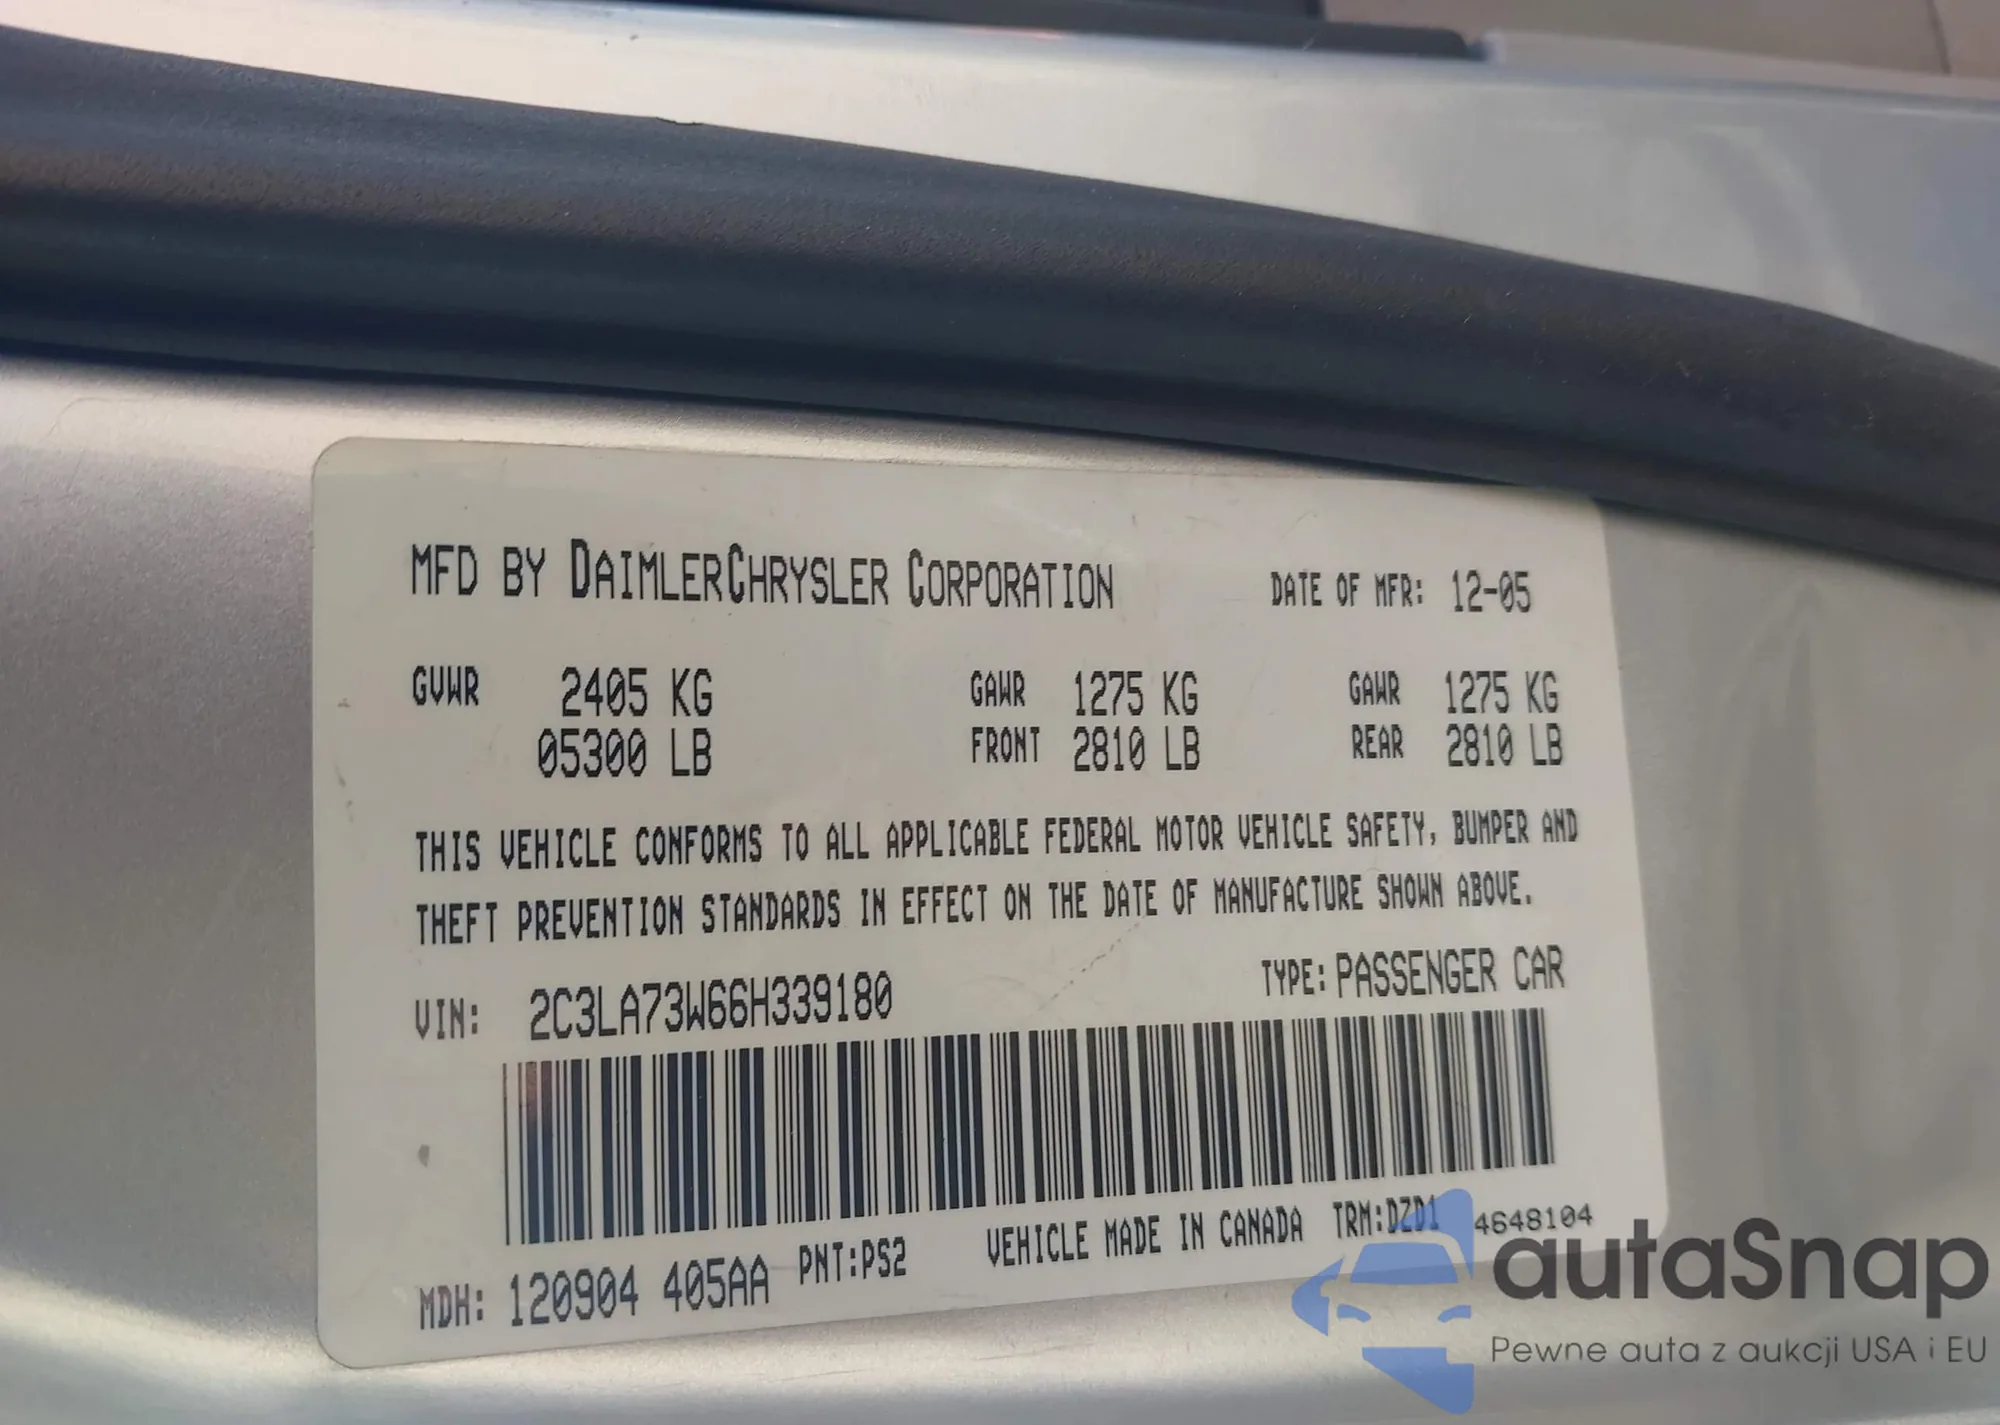 MFD BY DAIMLERCHRYSLER CORPORATION DATE OF MFR: 12-05
GVWR 2405 KG GAWR 1275 KG GAWR 1275 KG
05300 LB FRONT 2810 LB REAR 2810 LB
THIS VEHICLE CONFORMS TO ALL APPLICABLE FEDERAL MOTOR VEHICLE SAFETY, BUMPER AND
THEFT PREVENTION STANDARDS IN EFFECT ON THE DATE OF MANUFACTURE SHOWN ABOVE.
VIN: 2C3LA73W66H339180 TYPE: PASSENGER CAR
MDH: 120904 405AA PNT:PS2 VEHICLE MADE IN CANADA TRM:DZD1 4648104
autaSnap
Pewne auta z aukcji USA i EU